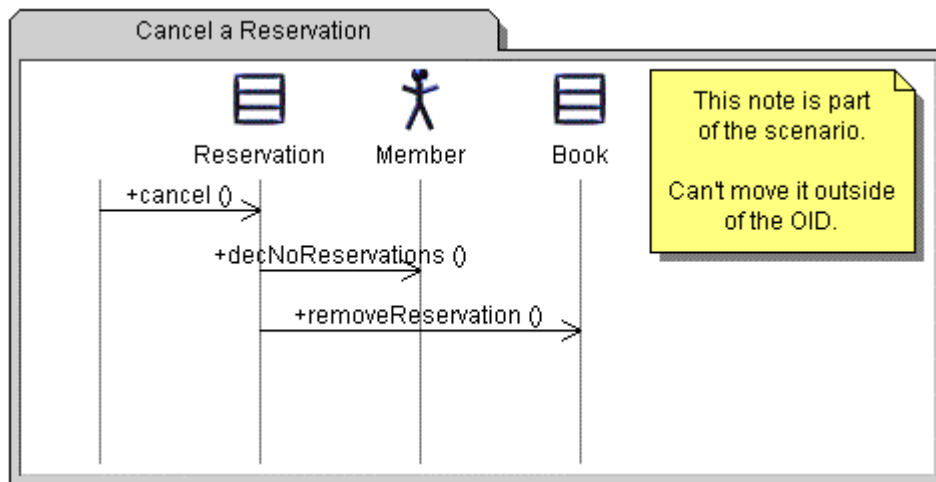 Cancel a Reservation
Reservation
Member
Book
+cancel ()
+decNoReservations ()
+removeReservation ()
This note is part
of the scenario.
Can't move it outside
of the OID.